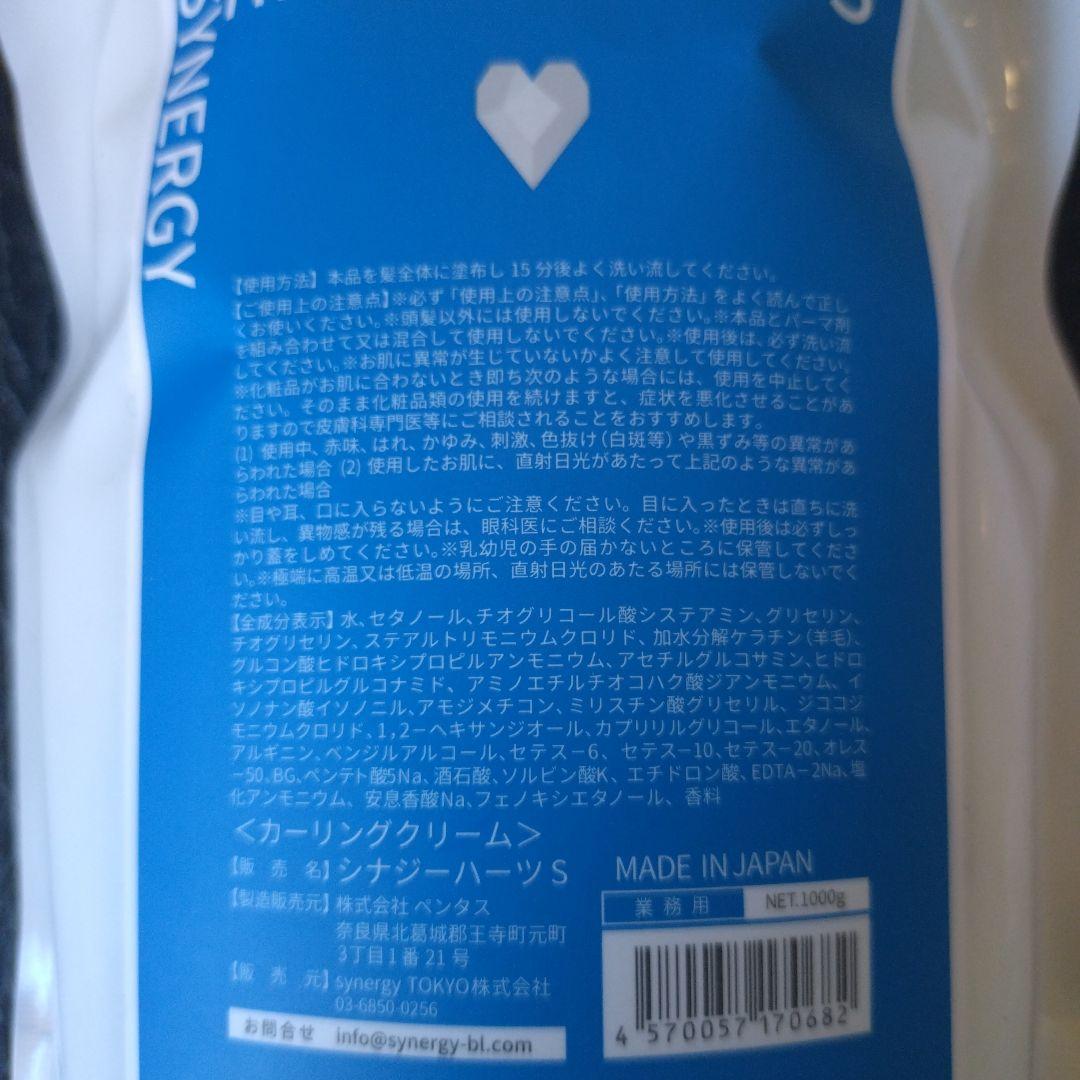 SYNERGY
【使用方法】本品を髪全体に塗布し 15 分後よく洗い流してください。
【ご使用上の注意点】※必ず「使用上の注意点」、「使用方法」をよく読んで正し
くお使いください。※頭髪以外には使用しないでください。※本品とパーマ剤
を組み合わせて又は混合して使用しないでください。※使用後は、必ず洗い流
してください。※お肌に異常が生じていないかよく注意して使用してください。
※化粧品がお肌に合わないとき即ち次のような場合には、使用を中止してく
ださい。そのまま化粧品類の使用を続けますと、症状を悪化させることがあ
りますので皮膚科専門医等にご相談されることをおすすめします。
(1) 使用中、赤味、はれ、かゆみ、刺激、色抜け（白斑等）や黒ずみ等の異常があ
らわれた場合 (2) 使用したお肌に、直射日光があたって上記のような異常があ
らわれた場合
※目や耳、口に入らないようにご注意ください。目に入ったときは直ちに洗
い流し、異物感が残る場合は、眼科医にご相談ください。※使用後は必ずしっ
かり蓋をしめてください。※乳幼児の手の届かないところに保管してくださ
い。※極端に高温又は低温の場所、直射日光のあたる場所には保管しないでく
ださい。
【全成分表示】水、セタノール、チオグリコール酸システアミン、グリセリン、
チオグリセリン、ステアルトリモニウムクロリド、加水分解ケラチン（羊毛）、
グルコン酸ヒドロキシプロピルアンモニウム、アセチルグルコサミン、ヒドロ
キシプロピルグルコナミド、アミノエチルチオコハク酸ジアンモニウム、イ
ソノナン酸イソノニル、アモジメチコン、ミリスチン酸グリセリル、ジココジ
モニウムクロリド、1,2－ヘキサンジオール、カプリリルグリコール、エタノール、
アルギニン、ベンジルアルコール、セテス－6、セテス－10、セテス－20、オレス
－50、BG、ペンテト酸5Na、酒石酸、ソルビン酸K、エチドロン酸、EDTA－2Na、塩
化アンモニウム、安息香酸Na、フェノキシエタノール、香料
＜カーリングクリーム＞
【販 売 名】シナジーハーツ S
【製造販売元】株式会社 ペンタス
奈良県北葛城郡王寺町元町
3丁目1番 21 号
【販 売 元】synergy TOKYO株式会社
03-6850-0256
お問合せ info@synergy-bl.com
MADE IN JAPAN
業務用 NET.1000g
4 570057 170682